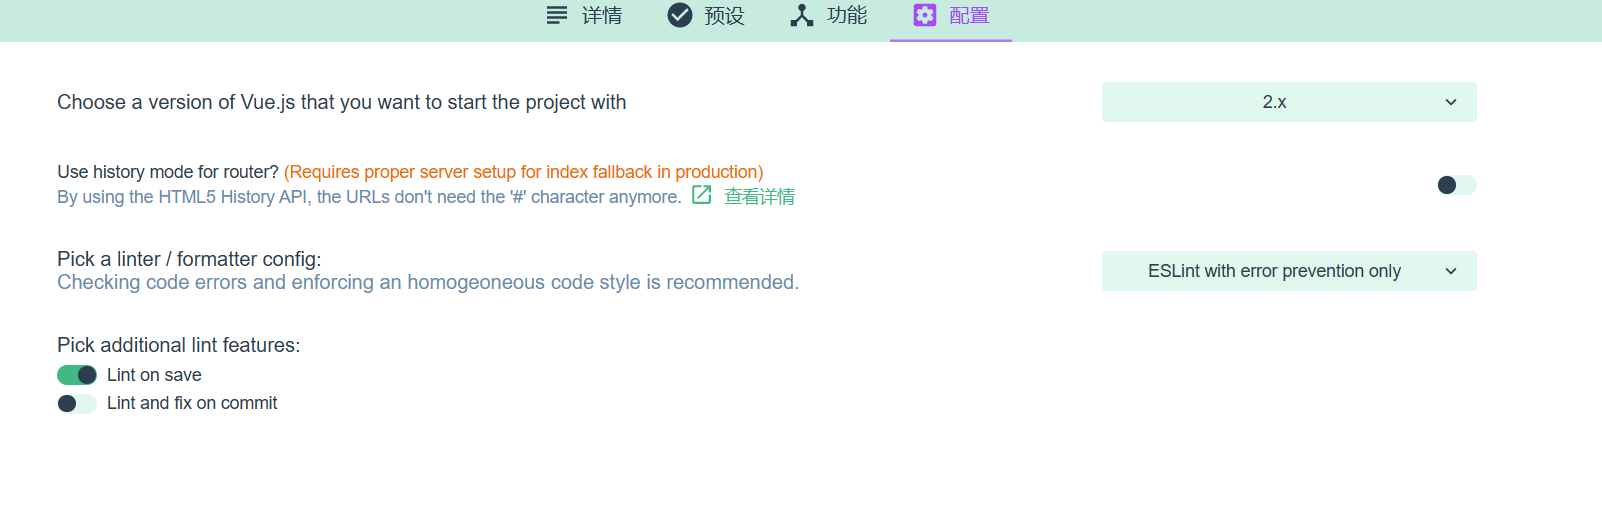 详情 预设 功能 配置
Choose a version of Vue.js that you want to start the project with 2.x
Use history mode for router? (Requires proper server setup for index fallback in production)
By using the HTML5 History API, the URLs don't need the '#' character anymore. 查看详情
Pick a linter / formatter config:
Checking code errors and enforcing an homogeoneous code style is recommended.
ESLint with error prevention only
Pick additional lint features:
Lint on save
Lint and fix on commit